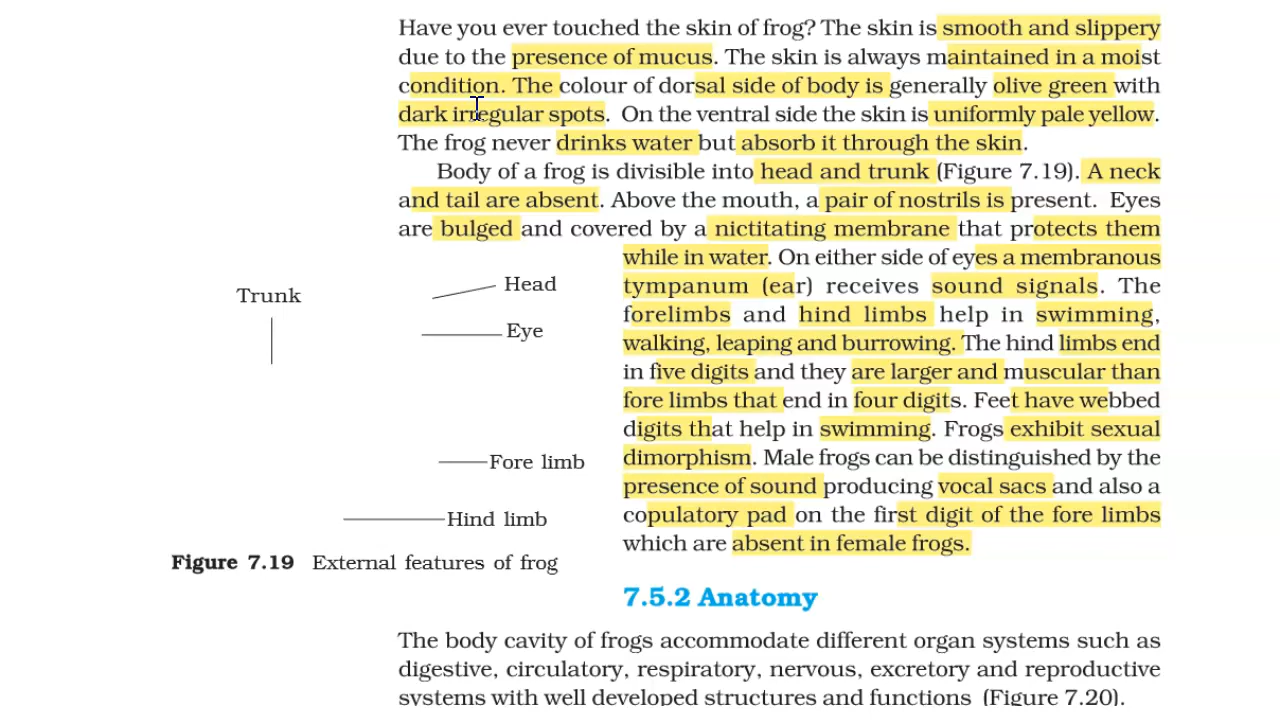 Have you ever touched the skin of frog? The skin is smooth and slippery
due to the presence of mucus. The skin is always maintained in a moist
condition. The colour of dorsal side of body is generally olive green with
dark irregular spots. On the ventral side the skin is uniformly pale yellow.
The frog never drinks water but absorb it through the skin.
Body of a frog is divisible into head and trunk (Figure 7.19). A neck
and tail are absent. Above the mouth, a pair of nostrils is present. Eyes
are bulged and covered by a nictitating membrane that protects them
while in water. On either side of eyes a membranous
tympanum (ear) receives sound signals. The
forelimbs and hind limbs help in swimming,
walking, leaping and burrowing. The hind limbs end
in five digits and they are larger and muscular than
fore limbs that end in four digits. Feet have webbed
digits that help in swimming. Frogs exhibit sexual
dimorphism. Male frogs can be distinguished by the
presence of sound producing vocal sacs and also a
copulatory pad on the first digit of the fore limbs
which are absent in female frogs.
Trunk
Head
Eye
Fore limb
Hind limb
Figure 7.19 External features of frog
7.5.2 Anatomy
The body cavity of frogs accommodate different organ systems such as
digestive, circulatory, respiratory, nervous, excretory and reproductive
systems with well developed structures and functions (Figure 7.20).